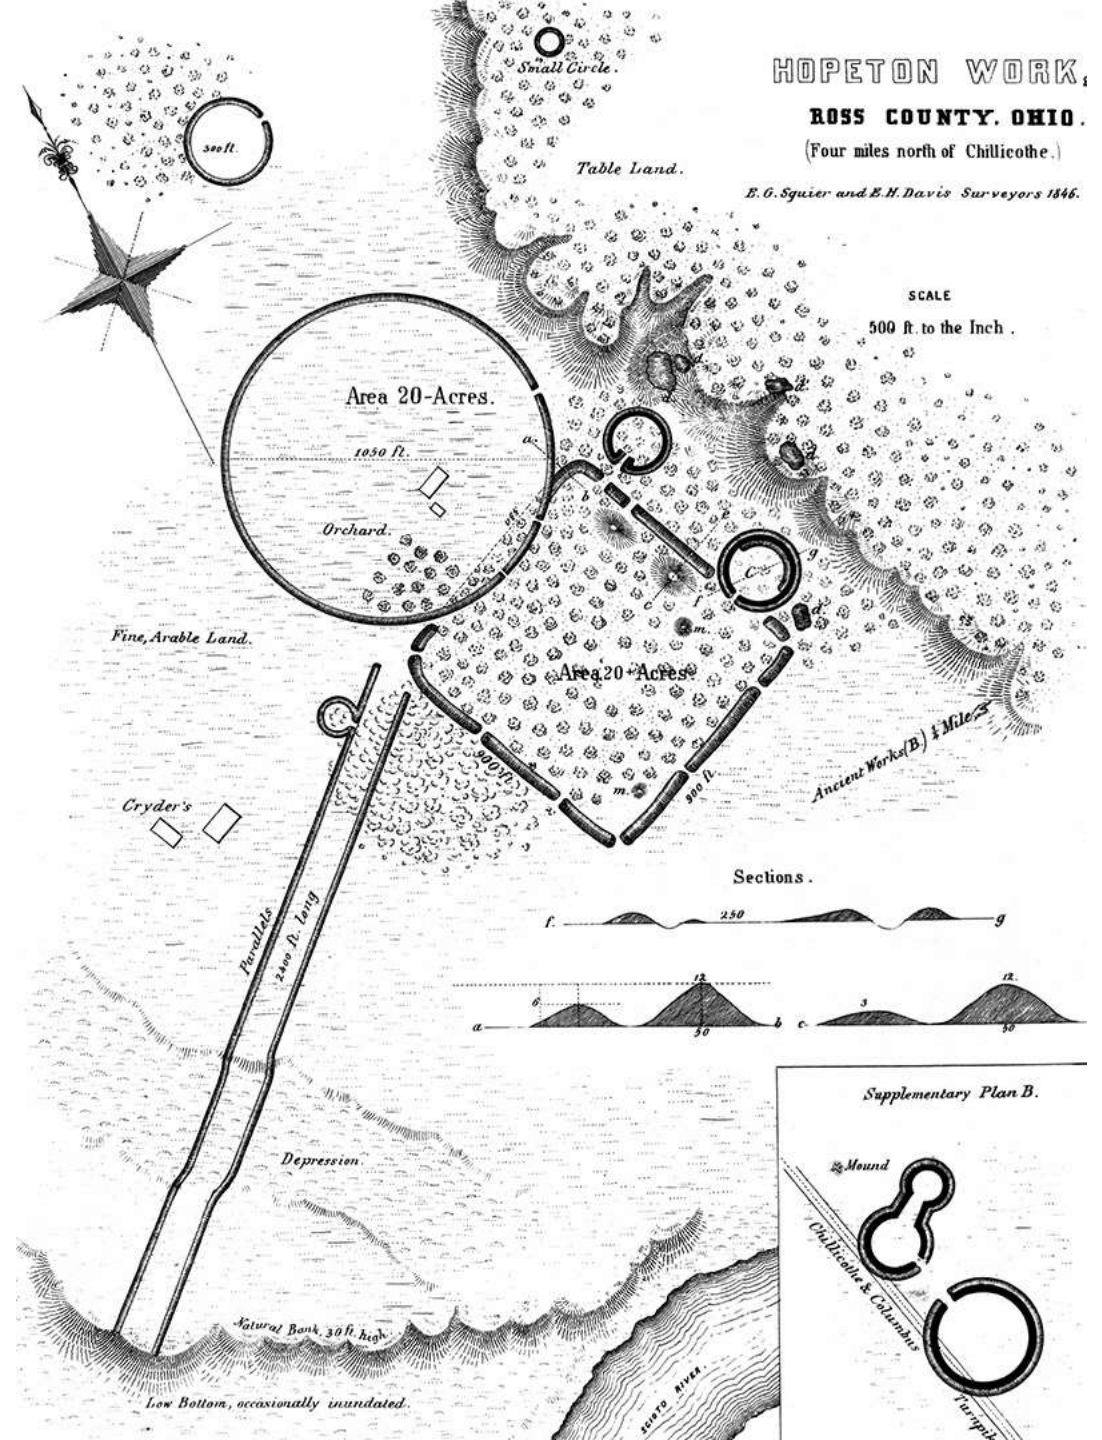 Small Circle.
HOPETON WORK
ROSS COUNTY. OHIO.
(Four miles north of Chillicothe.)
E. G. Squier and E. H. Davis Surveyors 1846.
300 ft.
Table Land.
SCALE
500 ft. to the Inch.
d.
d.
Area 20-Acres.
a.
1050 ft.
d
b
e
Orchard.
g
C
c
f
d.
m.
Fine, Arable Land.
Area 20+Acres
Ancient Works (B.) ¼ Mile
900 ft.
900 ft.
m.
Cryder's
Sections.
f.
250
g
Parallels
2400 ft. long
12.
12.
6
3
a
50
b
c
50
Supplementary Plan B.
Mound
Depression.
Chillicothe & Columbus
Turnpik
Natural Bank, 30 ft. high.
SCIOTO RIVER.
Low Bottom, occasionally inundated.